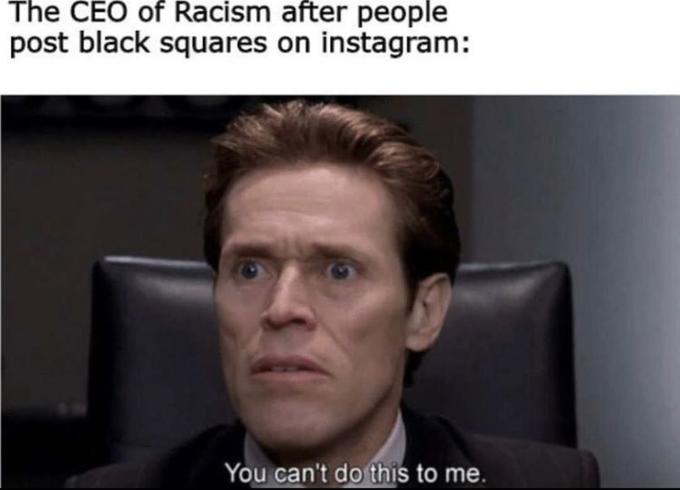 The CEO of Racism after people
post black squares on instagram:
You can't do this to me.